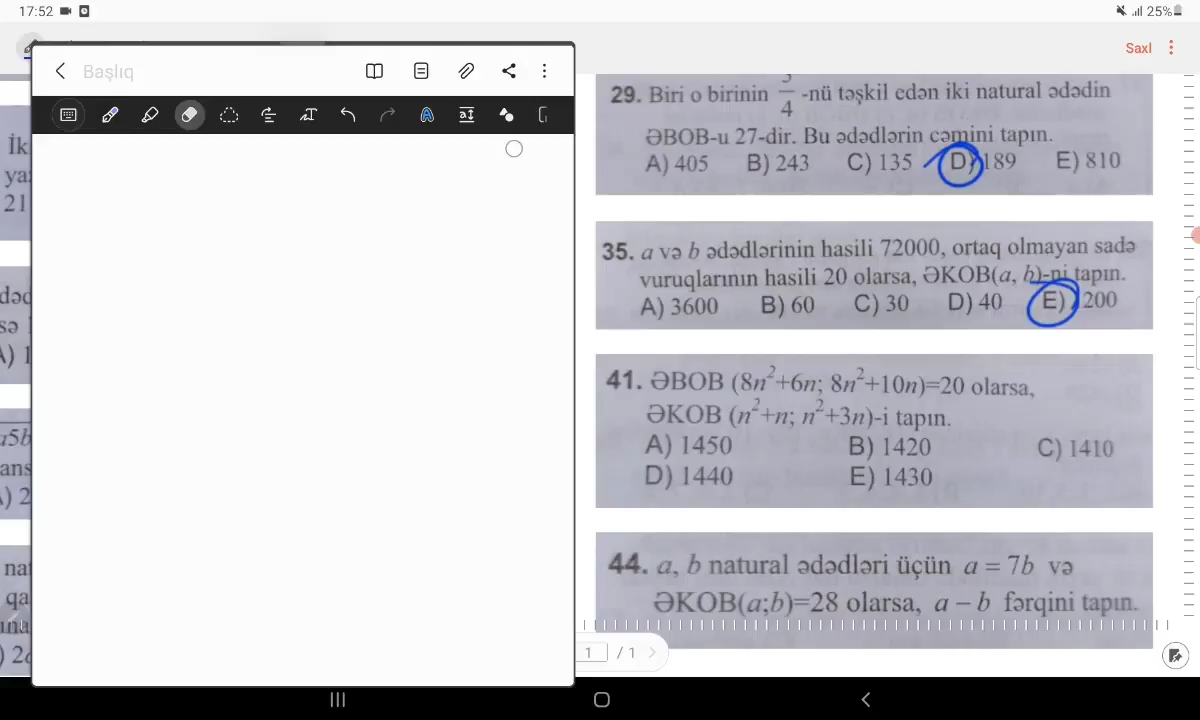 17:52
25%
Saxl
Başlıq
29. Biri o birinin 3/4 -nü təşkil edən iki natural ədədin
ƏBOB-u 27-dir. Bu ədədlərin cəmini tapın.
A) 405 B) 243 C) 135 D) 189 E) 810
35. a və b ədədlərinin hasili 72000, ortaq olmayan sadə
vuruqlarının hasili 20 olarsa, ƏKOB(a, b)-ni tapın.
A) 3600 B) 60 C) 30 D) 40 E) 1200
41. ƏBOB (8n²+6n; 8n²+10n)=20 olarsa,
ƏKOB (n²+n; n²+3n)-i tapın.
A) 1450 B) 1420 C) 1410
D) 1440 E) 1430
44. a, b natural ədədləri üçün a = 7b və
ƏKOB(a;b)=28 olarsa, a – b fərqini tapın.
1 / 1